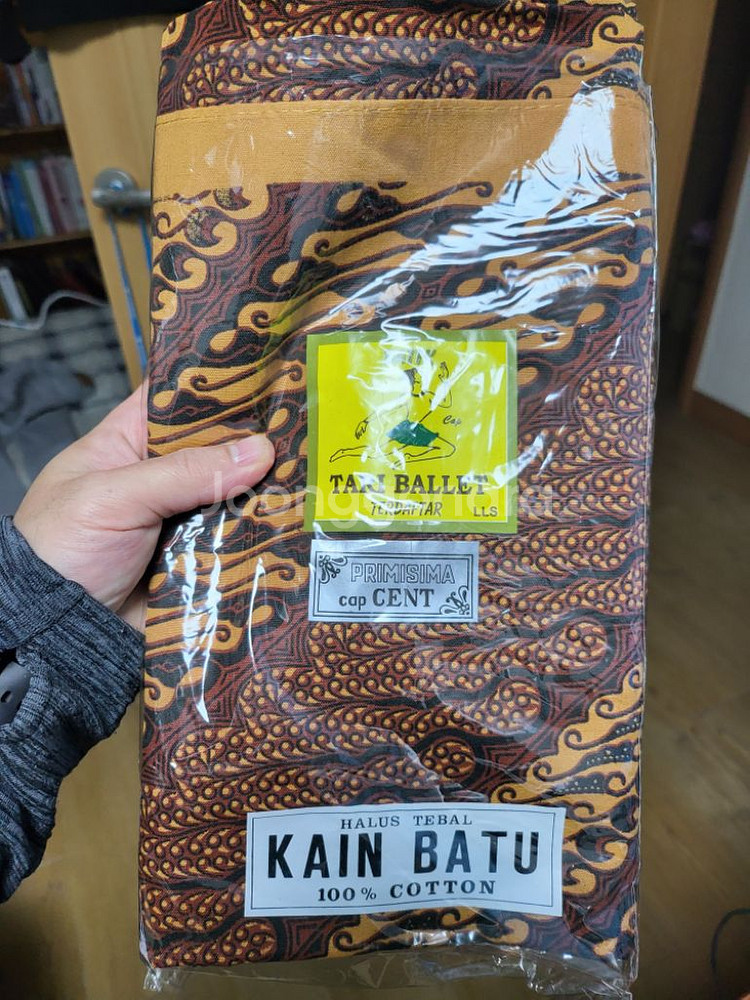 Cap
TARI BALLET
TERDAFTAR LLS
PRIMISIMA
cap CENT
HALUS TEBAL
KAIN BATU
100% COTTON